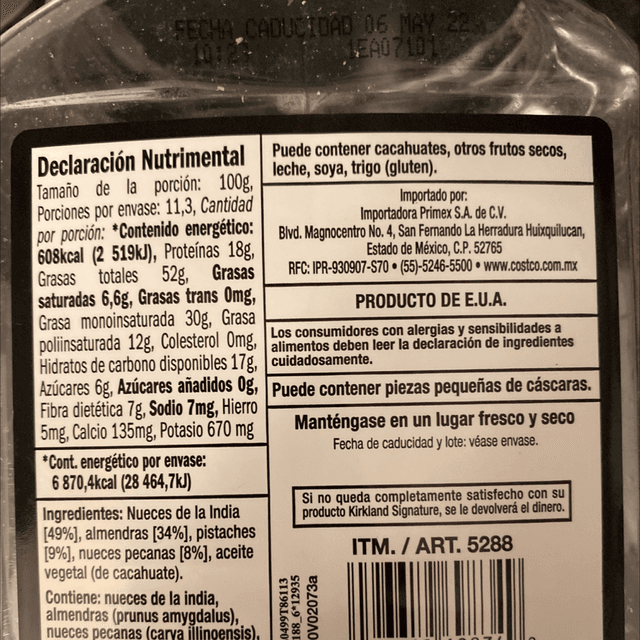 FECHA CADUCIDAD 06 MAY 22
Declaración Nutrimental
Tamaño de la porción: 100g,
Porciones por envase: 11,3, Cantidad
por porción: *Contenido energético:
608kcal (2 519kJ), Proteínas 18g,
Grasas totales 52g, Grasas
saturadas 6,6g, Grasas trans 0mg,
Grasa monoinsaturada 30g, Grasa
poliinsaturada 12g, Colesterol 0mg,
Hidratos de carbono disponibles 17g,
Azúcares 6g, Azúcares añadidos 0g,
Fibra dietética 7g, Sodio 7mg, Hierro
5mg, Calcio 135mg, Potasio 670 mg
*Cont. energético por envase:
6 870,4kcal (28 464,7kJ)
Ingredientes: Nueces de la India
[49%], almendras [34%], pistaches
[9%], nueces pecanas [8%], aceite
vegetal (de cacahuate).
Contiene: nueces de la india,
almendras (prunus amygdalus),
nueces pecanas (carya illinoensis),
Puede contener cacahuates, otros frutos secos,
leche, soya, trigo (gluten).
Importado por:
Importadora Primex S.A. de C.V.
Blvd. Magnocentro No. 4, San Fernando La Herradura Huixquilucan,
Estado de México, C.P. 52765
RFC: IPR-930907-S70 • (55)-5246-5500 • www.costco.com.mx
PRODUCTO DE E.U.A.
Los consumidores con alergias y sensibilidades a
alimentos deben leer la declaración de ingredientes
cuidadosamente.
Puede contener piezas pequeñas de cáscaras.
Manténgase en un lugar fresco y seco
Fecha de caducidad y lote: véase envase.
Si no queda completamente satisfecho con su
producto Kirkland Signature, se le devolverá el dinero.
ITM. / ART. 5288
0499T86113
188_6*12935
0V02073a